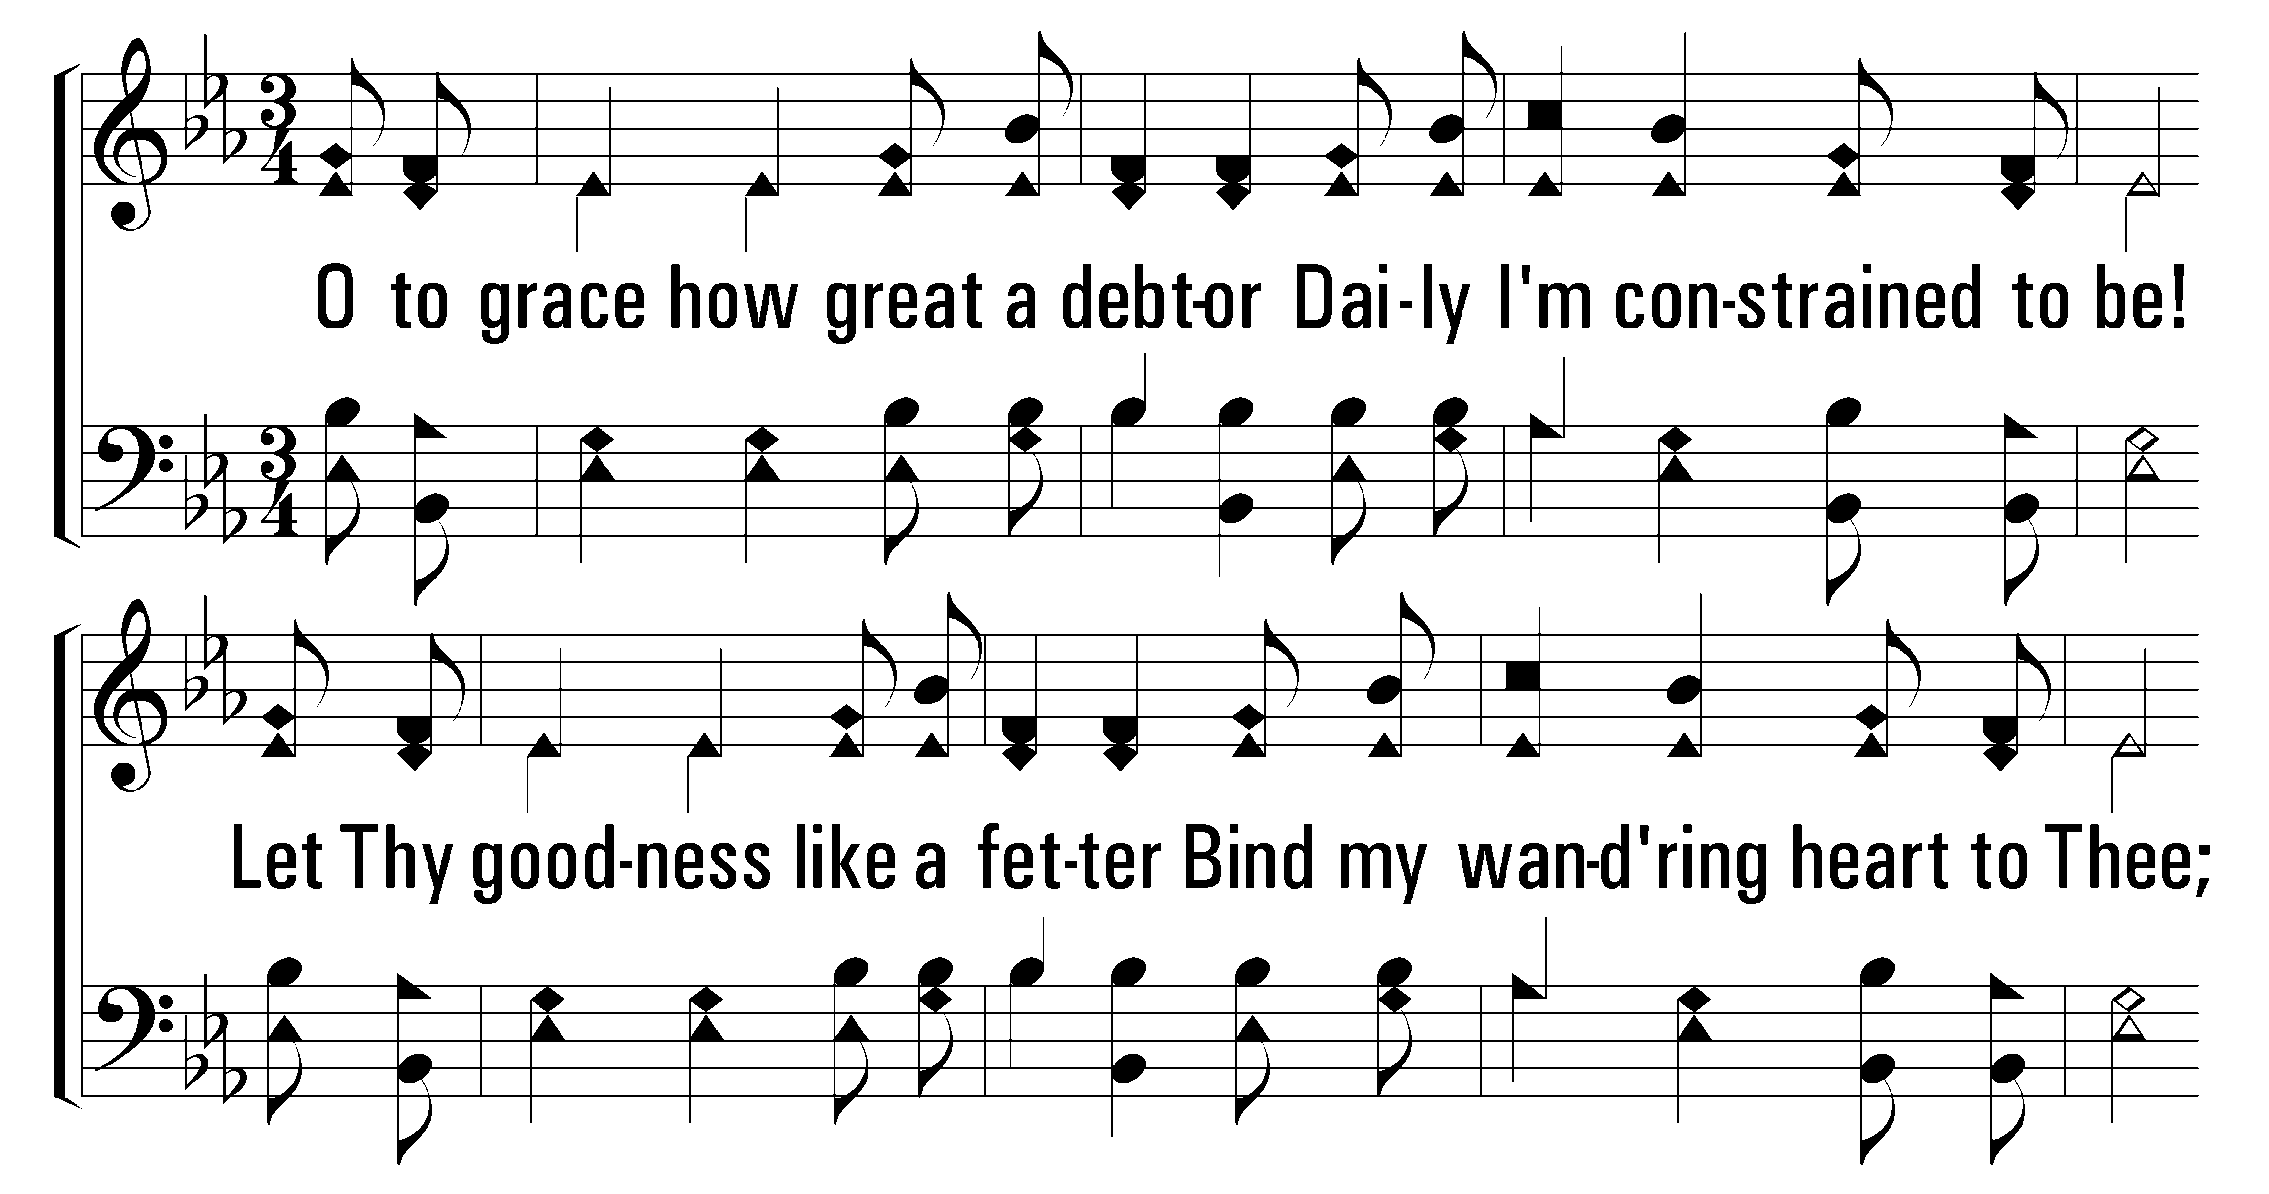 O to grace how great a debt-or Dai-ly I'm con-strained to be!
Let Thy good-ness like a fet-ter Bind my wan-d'ring heart to Thee;